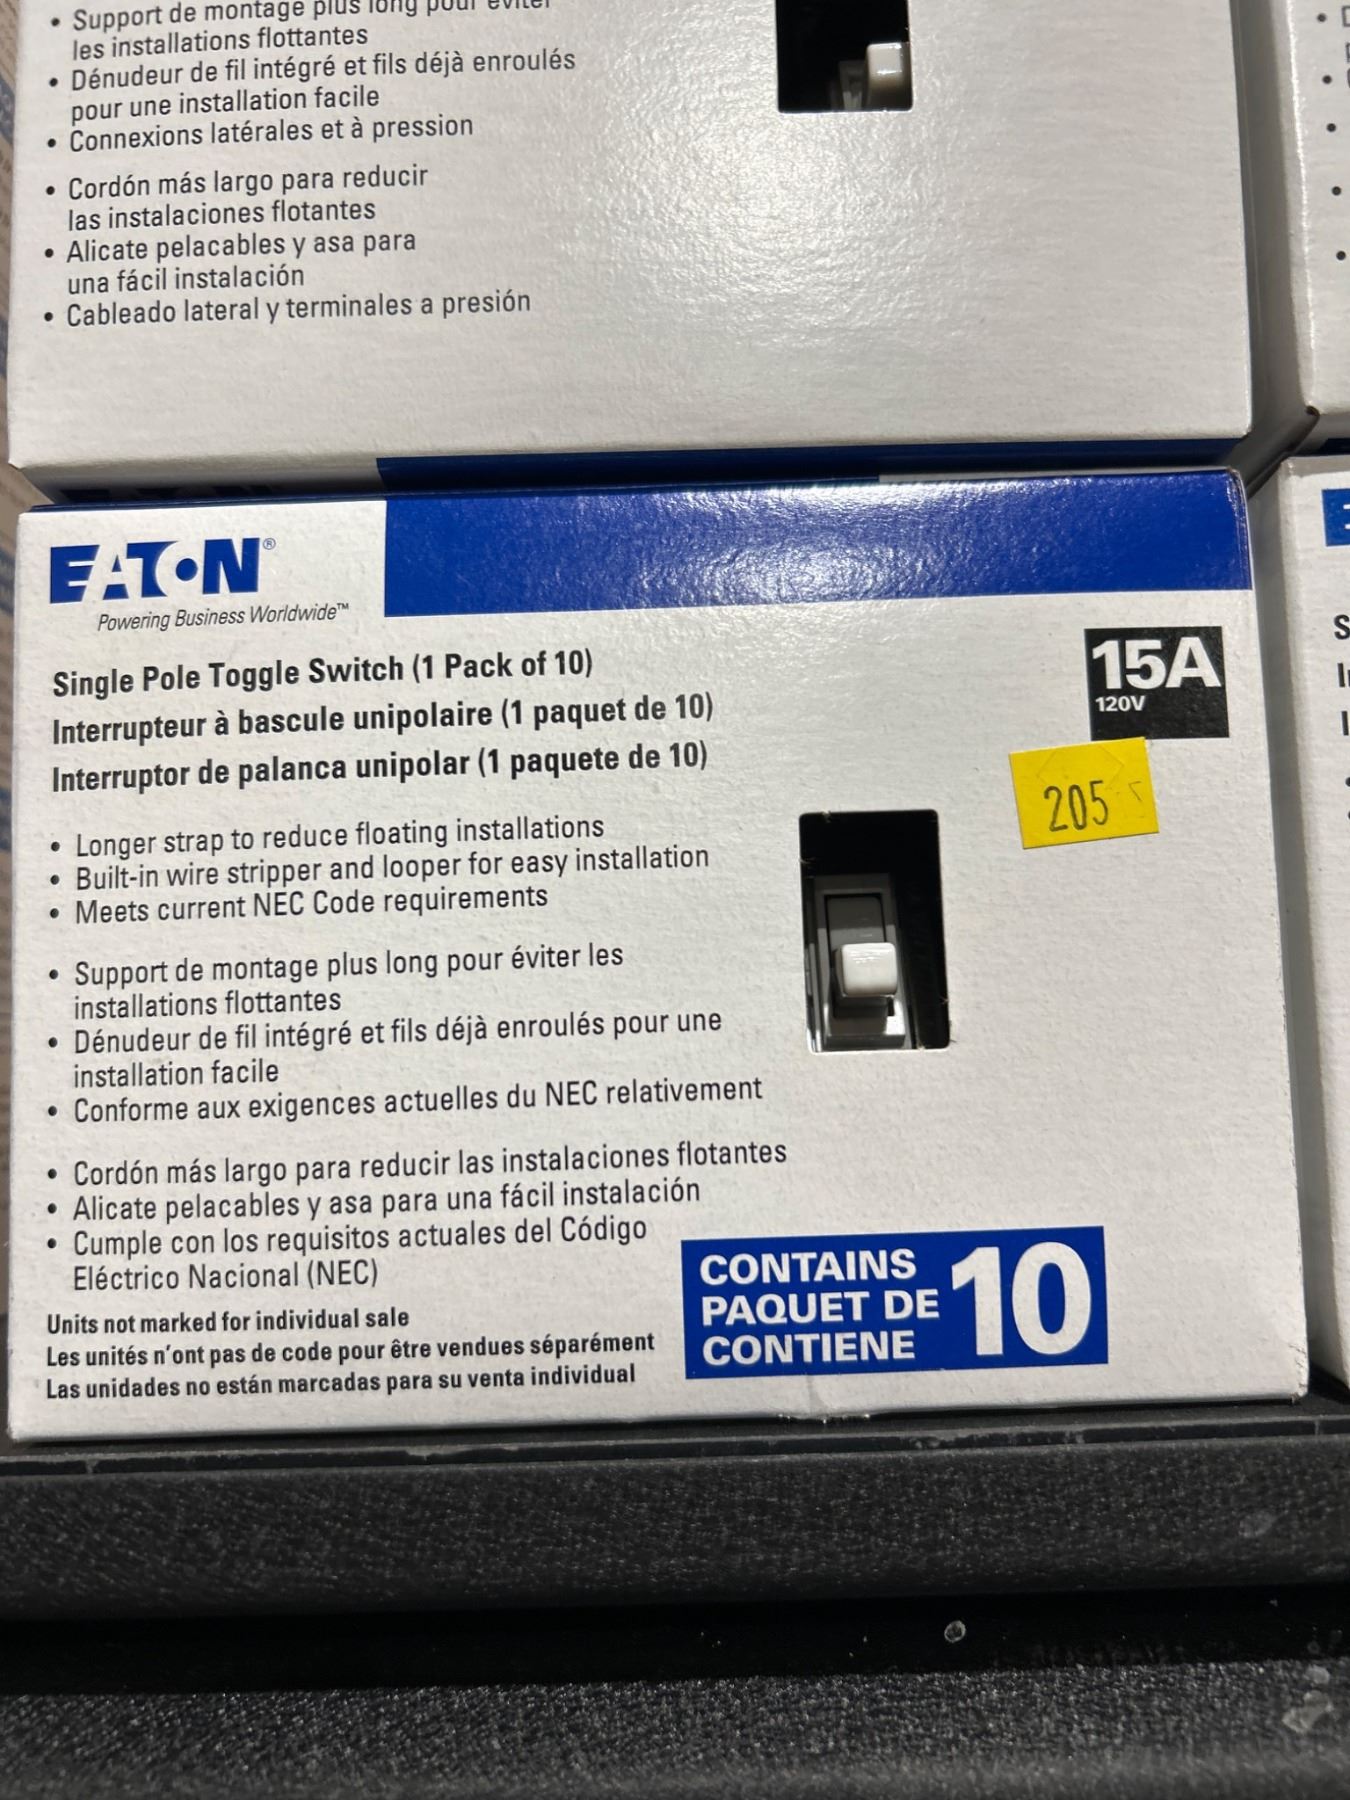 • Support de montage plus long pour éviter
les installations flottantes
• Dénudeur de fil intégré et fils déjà enroulés
pour une installation facile
• Connexions latérales et à pression
• Cordón más largo para reducir
las instalaciones flotantes
• Alicate pelacables y asa para
una fácil instalación
• Cableado lateral y terminales a presión
EATON®
Powering Business Worldwide™
Single Pole Toggle Switch (1 Pack of 10)
Interrupteur à bascule unipolaire (1 paquet de 10)
Interruptor de palanca unipolar (1 paquete de 10)
15A
120V
205
• Longer strap to reduce floating installations
• Built-in wire stripper and looper for easy installation
• Meets current NEC Code requirements
• Support de montage plus long pour éviter les
installations flottantes
• Dénudeur de fil intégré et fils déjà enroulés pour une
installation facile
• Conforme aux exigences actuelles du NEC relativement
• Cordón más largo para reducir las instalaciones flotantes
• Alicate pelacables y asa para una fácil instalación
• Cumple con los requisitos actuales del Código
Eléctrico Nacional (NEC)
Units not marked for individual sale
Les unités n'ont pas de code pour être vendues séparément
Las unidades no están marcadas para su venta individual
CONTAINS
PAQUET DE
CONTIENE
10